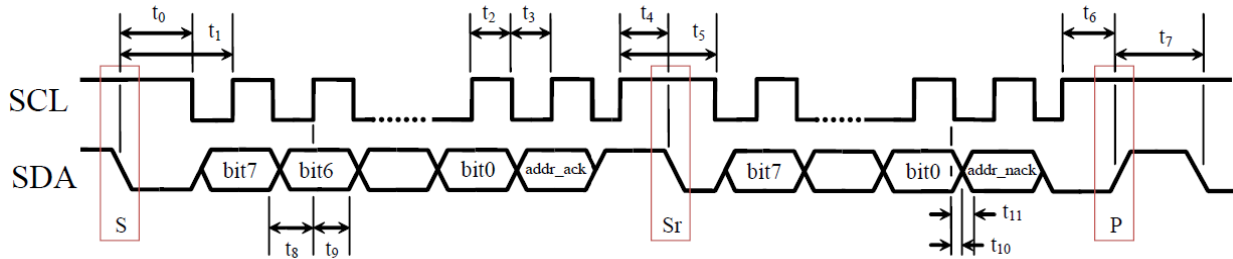 t0 t1 t2 t3 t4 t5 t6 t7
SCL
SDA bit7 bit6 bit0 addr_ack bit7 bit0 addr_nack
S t8 t9 Sr t11 P
t10